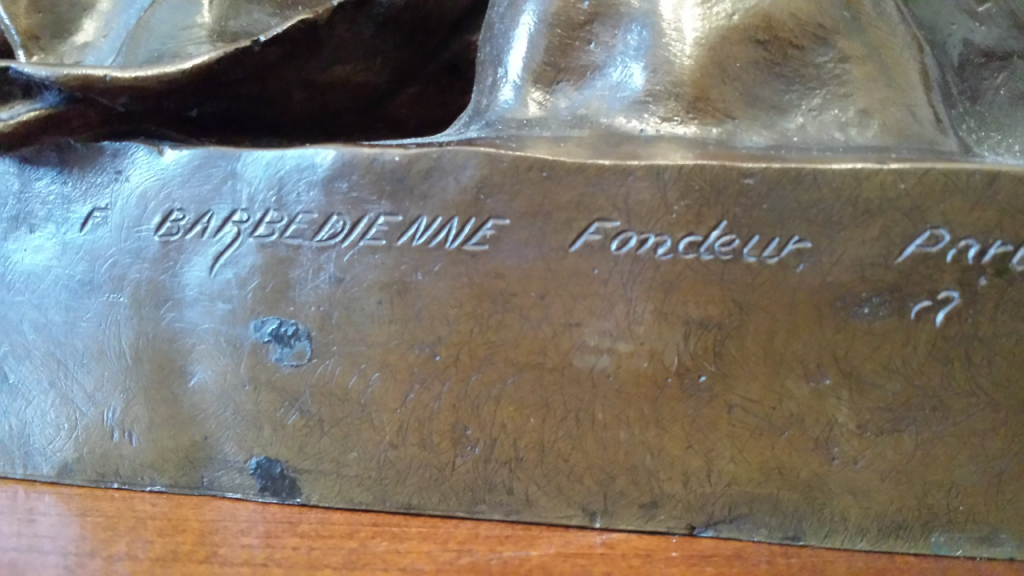 F BARBEDIENNE Fondeur, Pari